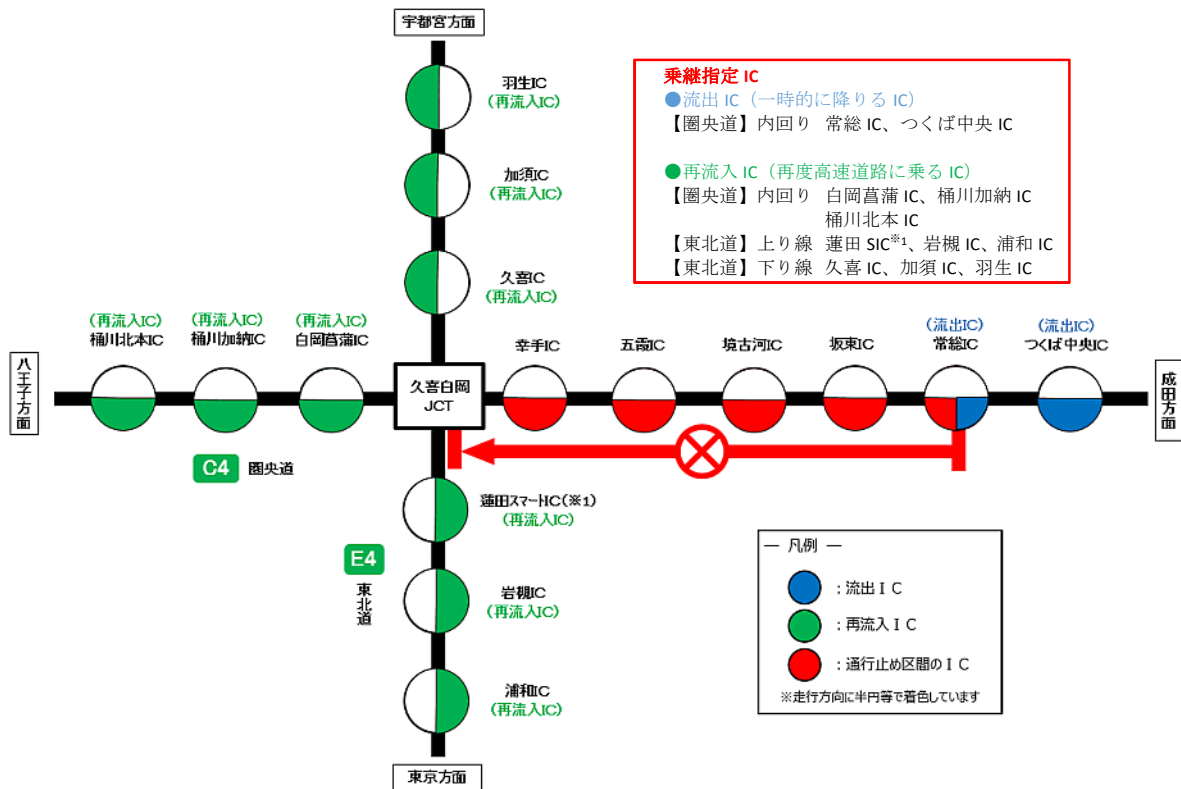 宇都宮方面
羽生IC
(再流入IC)
加須IC
(再流入IC)
久喜IC
(再流入IC)
乗継指定 IC
●流出 IC（一時的に降りる IC）
【圏央道】内回り 常総 IC、つくば中央 IC
●再流入 IC（再度高速道路に乗る IC）
【圏央道】内回り 白岡菖蒲 IC、桶川加納 IC
桶川北本 IC
【東北道】上り線 蓮田 SIC※1、岩槻 IC、浦和 IC
【東北道】下り線 久喜 IC、加須 IC、羽生 IC
(再流入IC)
桶川北本IC
(再流入IC)
桶川加納IC
(再流入IC)
白岡菖蒲IC
幸手IC
五霞IC
境古河IC
坂東IC
(流出IC)
常総IC
(流出IC)
つくば中央IC
八王子方面
久喜白岡
JCT
成田方面
C4 圏央道
蓮田スマートIC(※1)
(再流入IC)
E4
東北道
岩槻IC
(再流入IC)
浦和IC
(再流入IC)
東京方面
― 凡例 ―
：流出ＩＣ
：再流入ＩＣ
：通行止め区間のＩＣ
※走行方向に半円等で着色しています